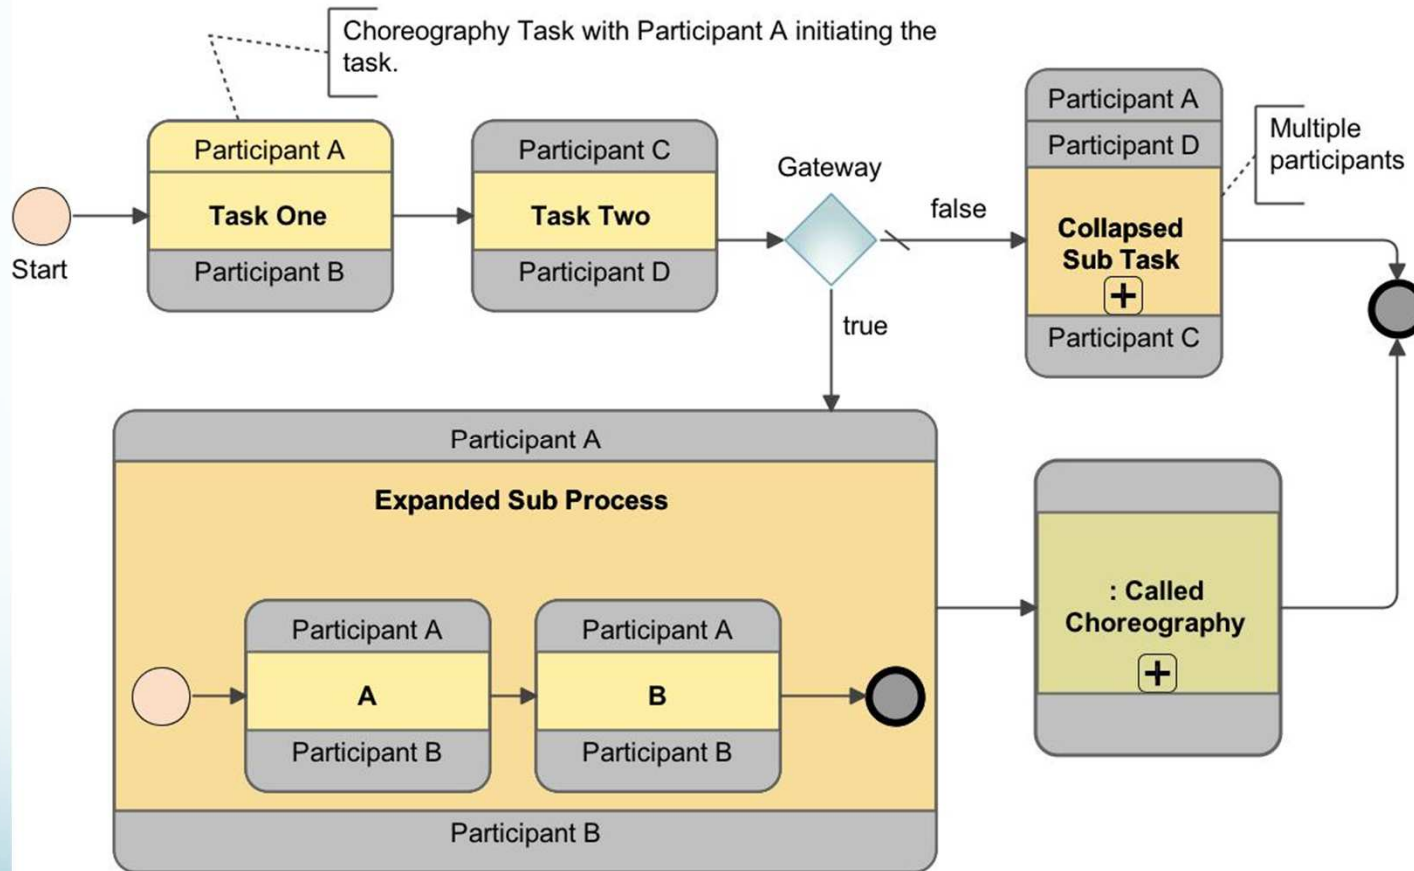 Choreography Task with Participant A initiating the
task.
Participant A
Task One
Participant B
Start
Participant C
Task Two
Participant D
Gateway
false
true
Participant A
Participant D
Collapsed
Sub Task
Participant C
Multiple
participants
Participant A
Expanded Sub Process
Participant A
A
Participant B
Participant A
B
Participant B
Participant B
: Called
Choreography